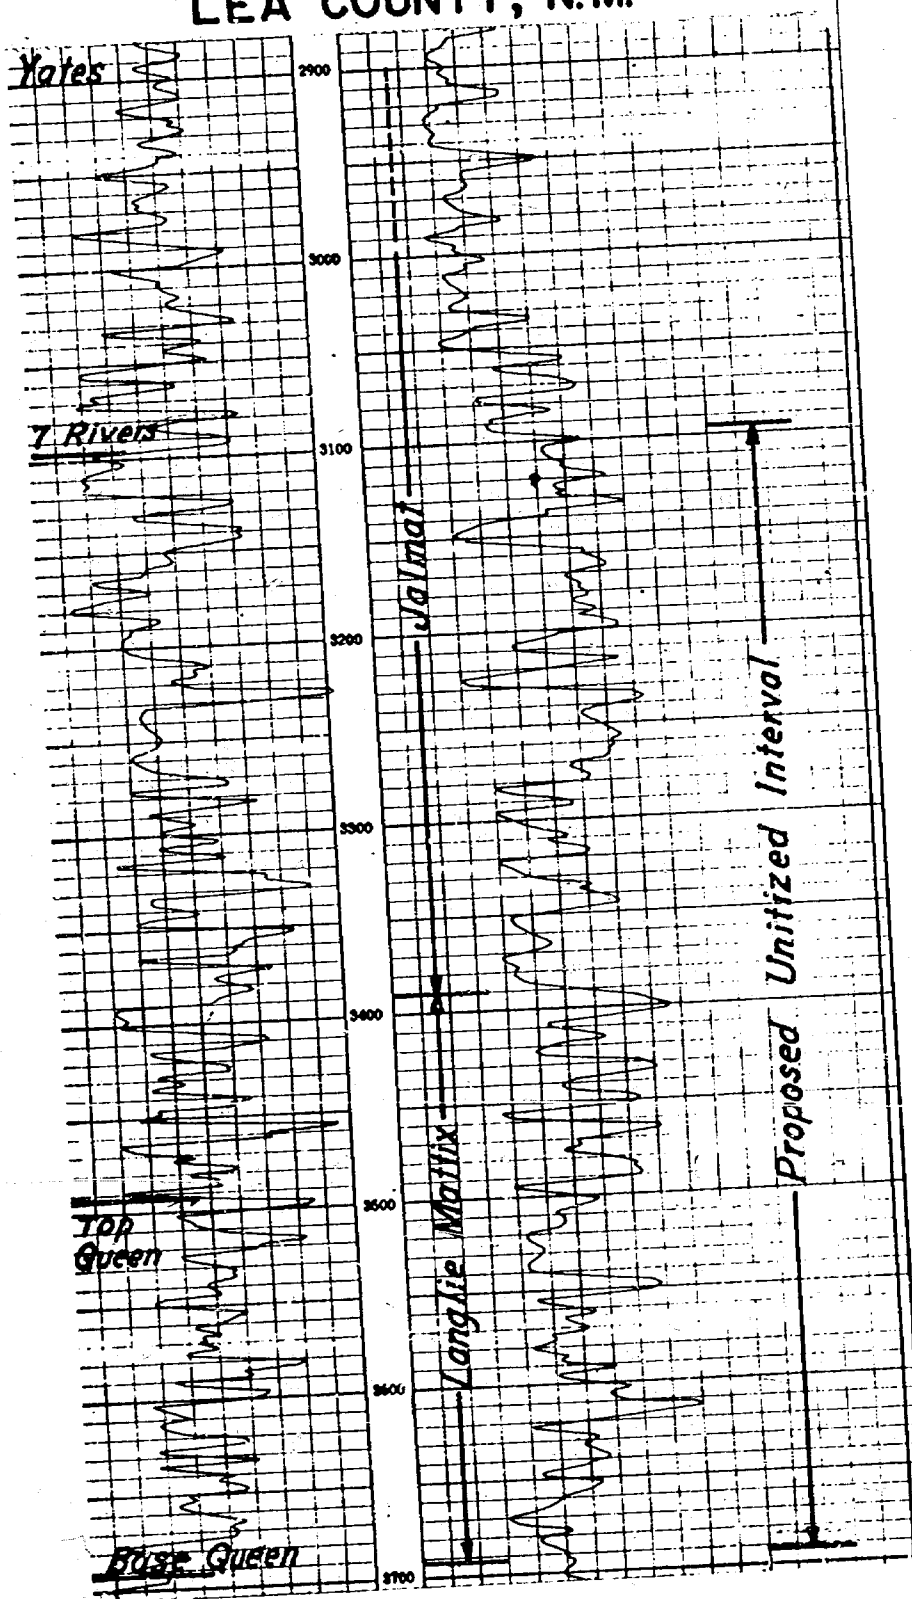 LEA COUNTY, N.M.
Yates
2900
3000
7 Rivers
3100
Jalmat
3200
Proposed Unitized Interval
3300
3400
Langlie Mattix
3500
Top
Queen
3600
Base Queen
3700